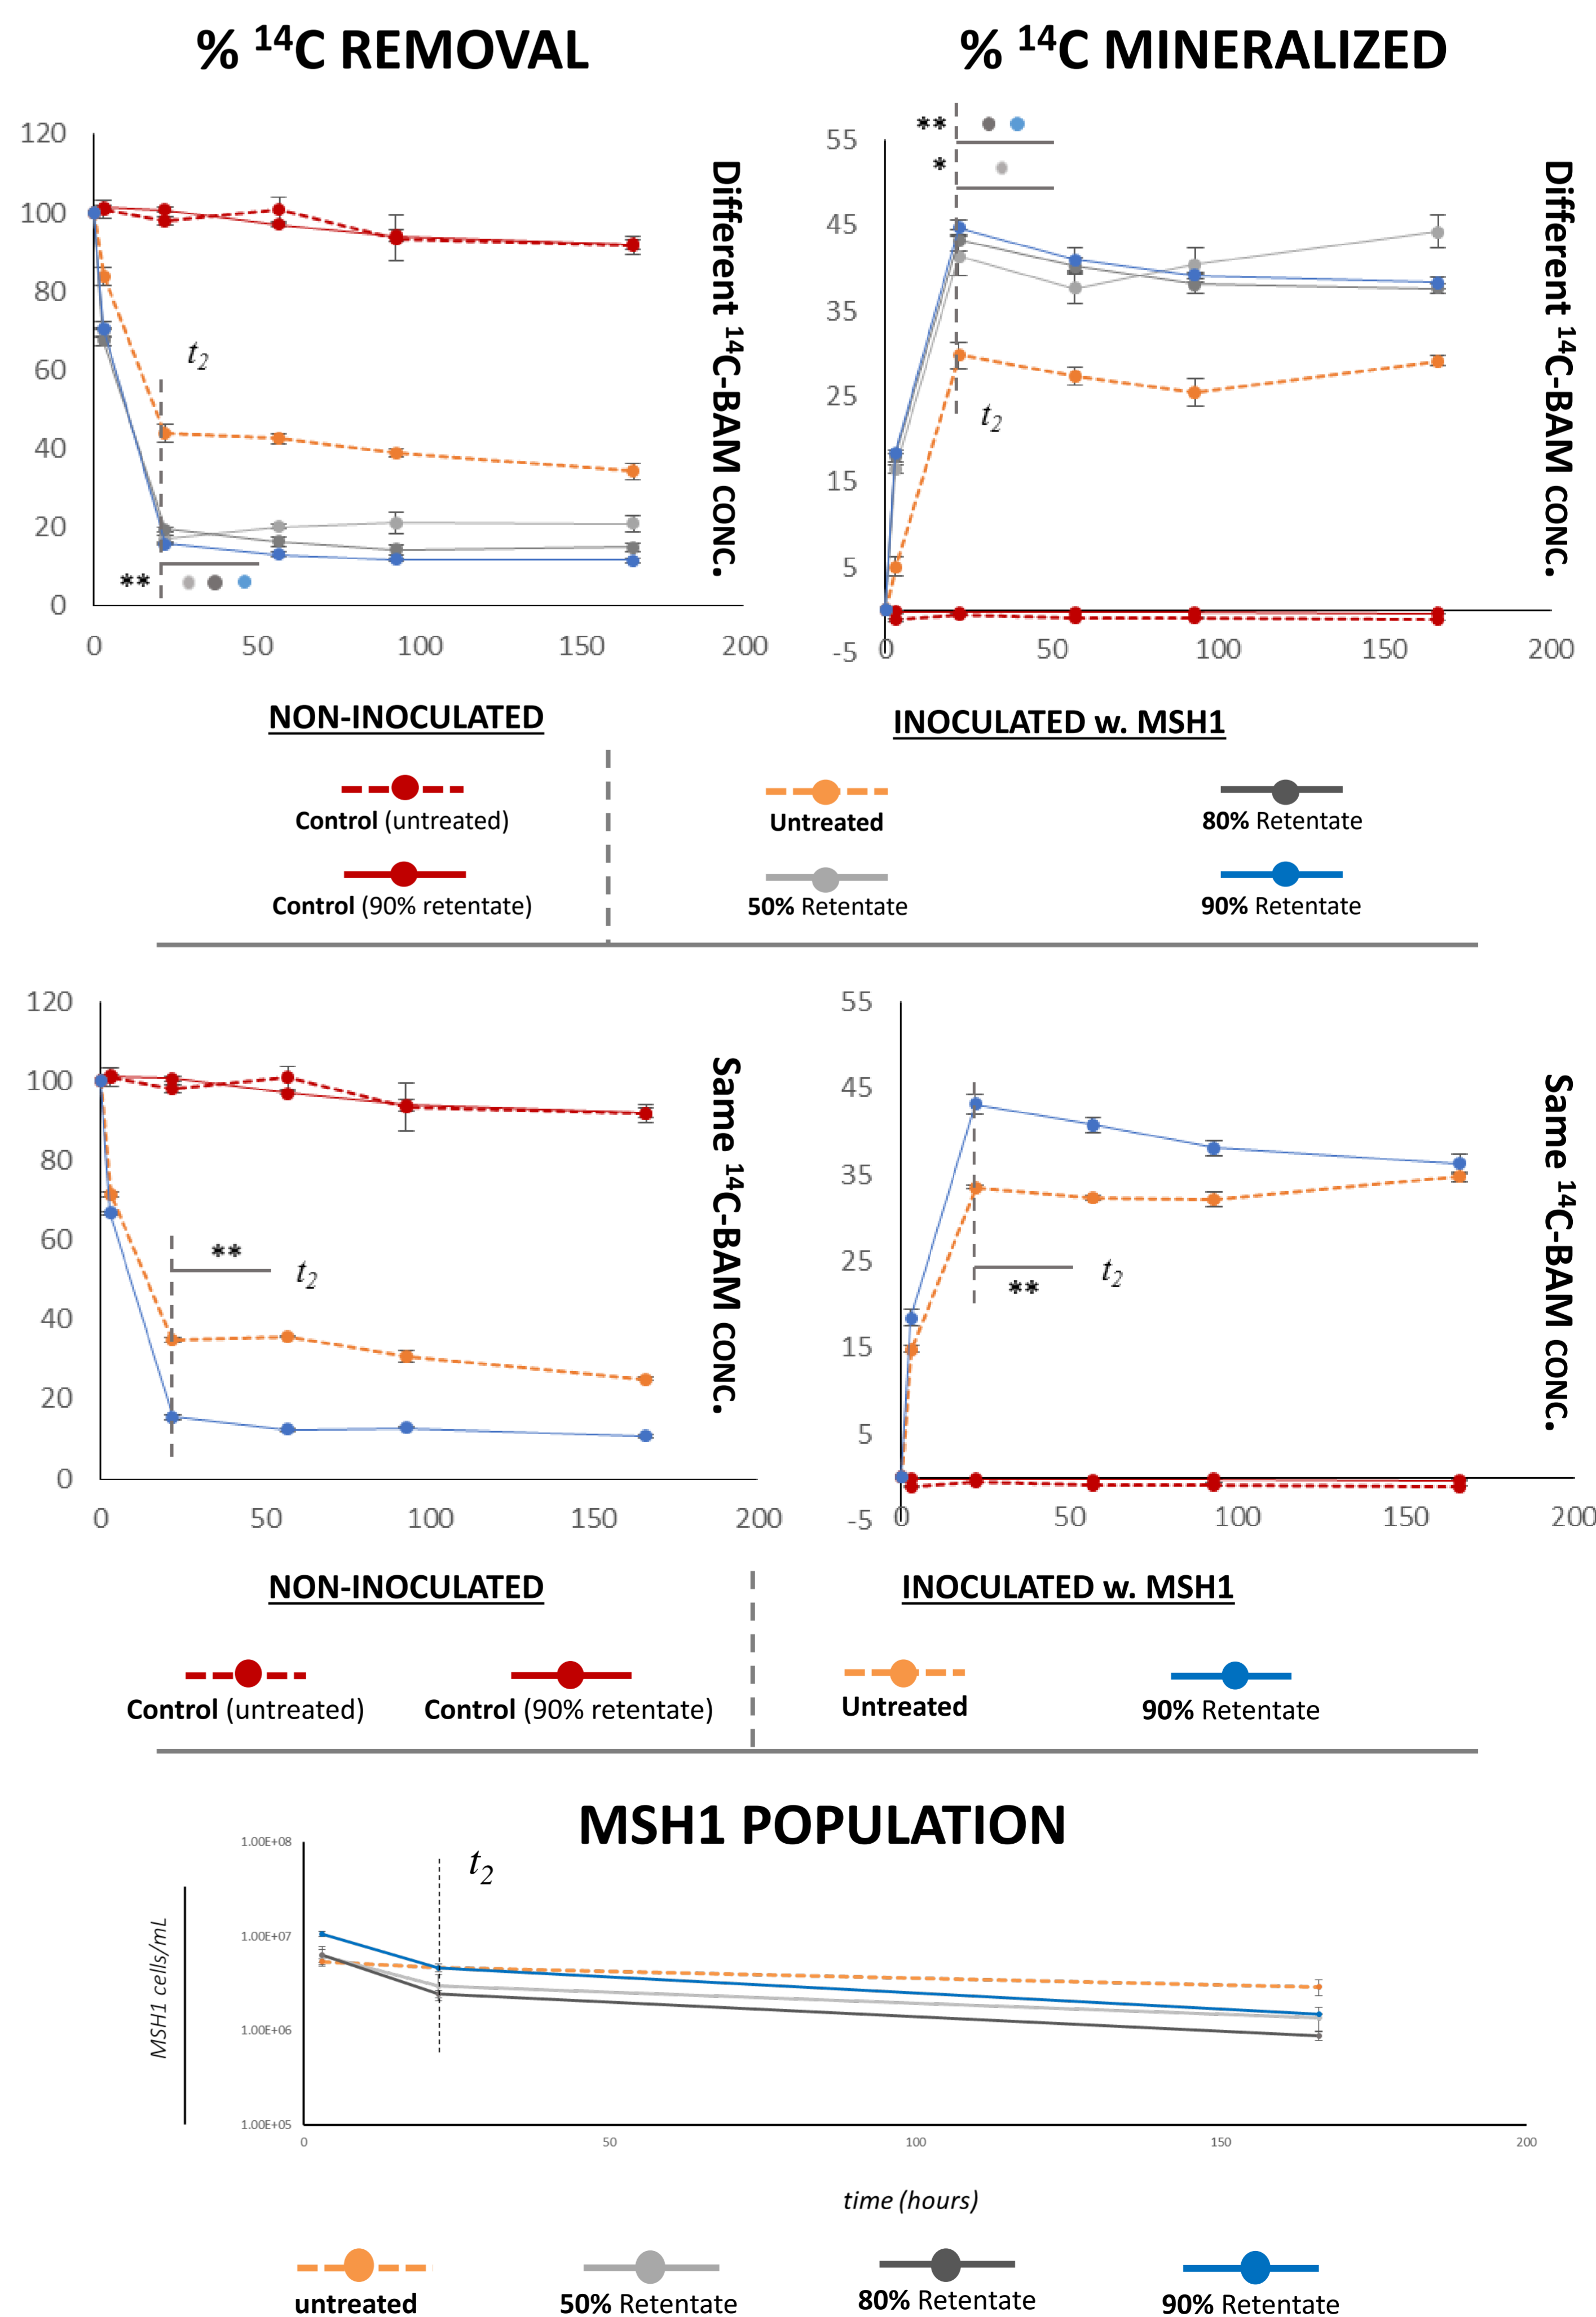 % ¹⁴C REMOVAL
% ¹⁴C MINERALIZED
120
100
80
60
40
20
0
0 50 100 150 200
t₂
**
Different ¹⁴C-BAM CONC.
55
45
35
25
15
5
-5
0 50 100 150 200
**
*
t₂
Different ¹⁴C-BAM CONC.
NON-INOCULATED
INOCULATED w. MSH1
Control (untreated)
Untreated
80% Retentate
Control (90% retentate)
50% Retentate
90% Retentate
120
100
80
60
40
20
0
0 50 100 150 200
**
t₂
Same ¹⁴C-BAM CONC.
55
45
35
25
15
5
-5
0 50 100 150 200
**
t₂
Same ¹⁴C-BAM CONC.
NON-INOCULATED
INOCULATED w. MSH1
Control (untreated)
Control (90% retentate)
Untreated
90% Retentate
MSH1 POPULATION
MSH1 cells/mL
1.00E+08
1.00E+07
1.00E+06
1.00E+05
t₂
0 50 100 150 200
time (hours)
untreated
50% Retentate
80% Retentate
90% Retentate